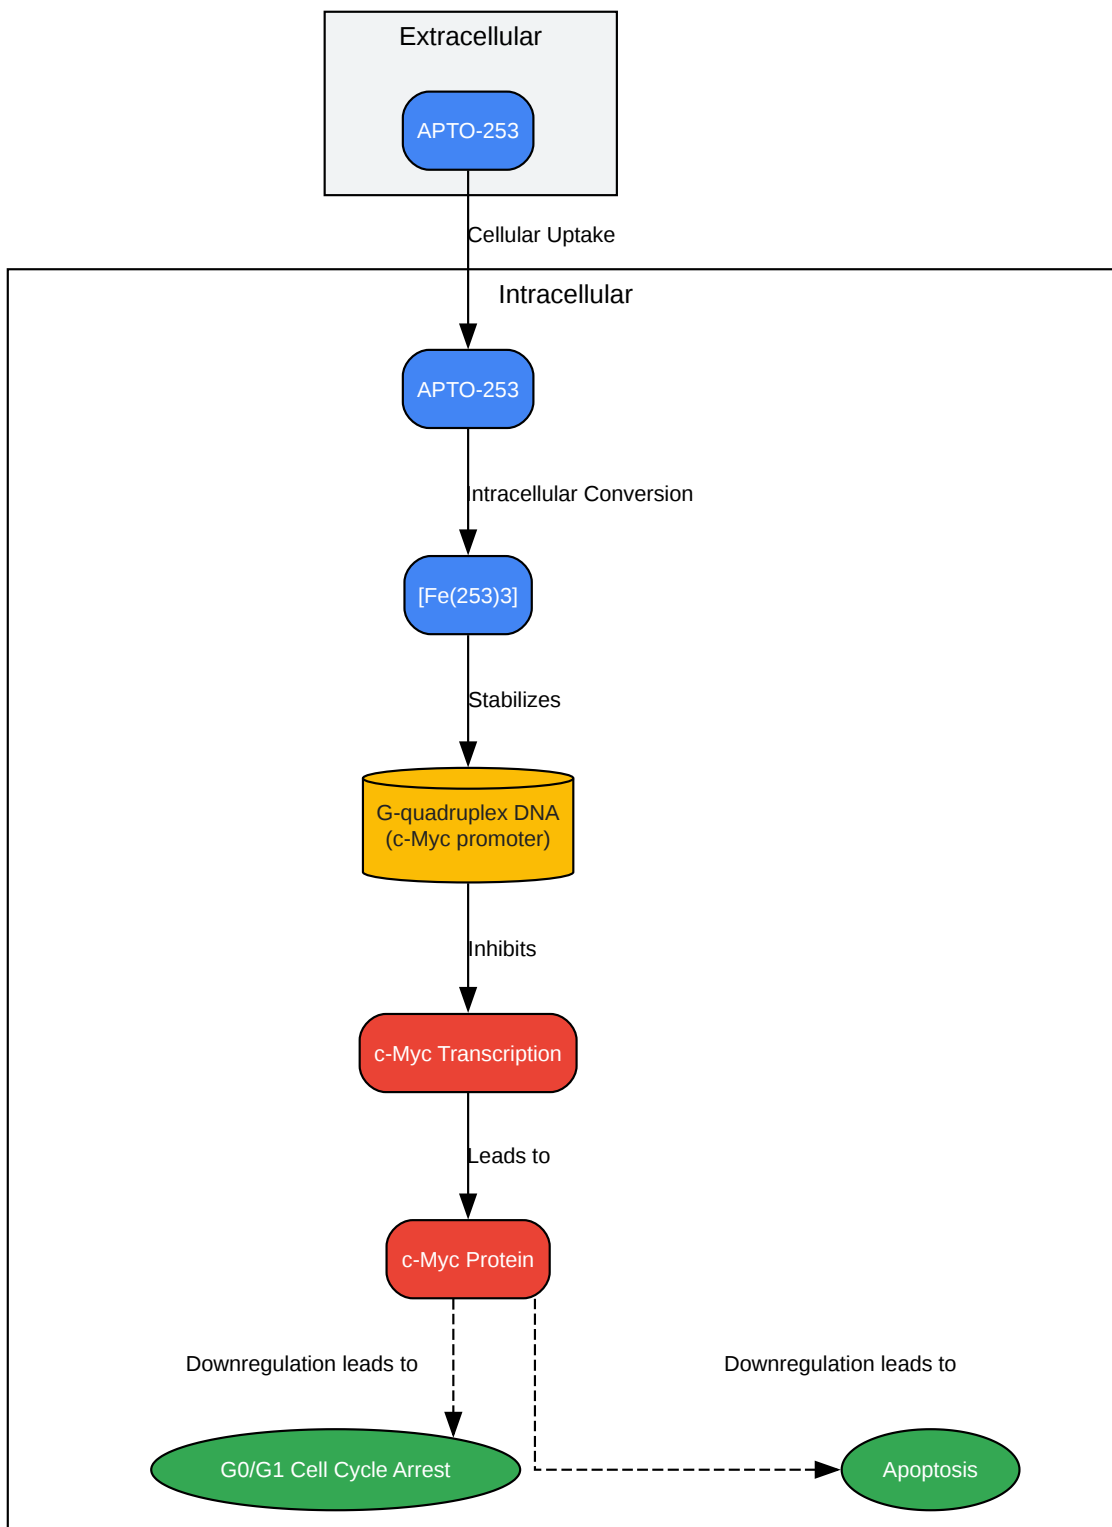 Extracellular
APTO-253
Cellular Uptake
Intracellular
APTO-253
Intracellular Conversion
[Fe(253)3]
Stabilizes
G-quadruplex DNA
(c-Myc promoter)
Inhibits
c-Myc Transcription
Leads to
c-Myc Protein
Downregulation leads to
Downregulation leads to
G0/G1 Cell Cycle Arrest
Apoptosis